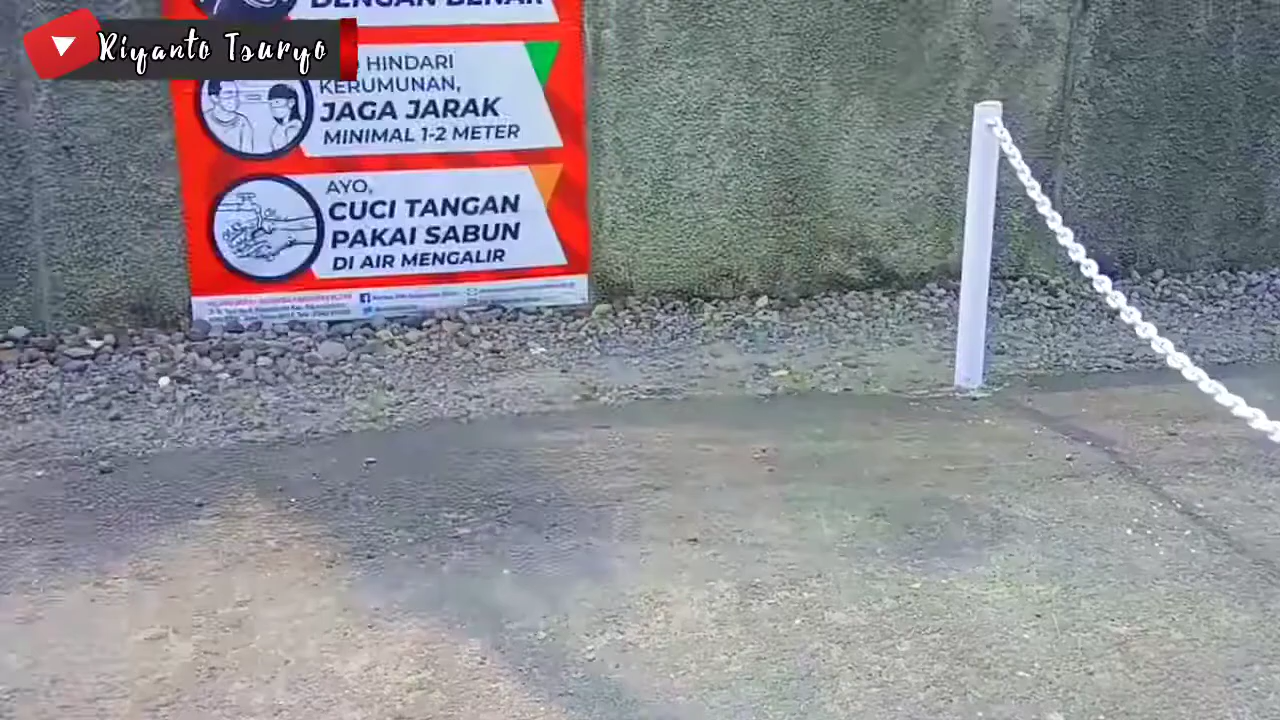 DENGAN BENAR
Riyanto Tsuryo
HINDARI
KERUMUNAN,
JAGA JARAK
MINIMAL 1-2 METER
AYO,
CUCI TANGAN
PAKAI SABUN
DI AIR MENGALIR